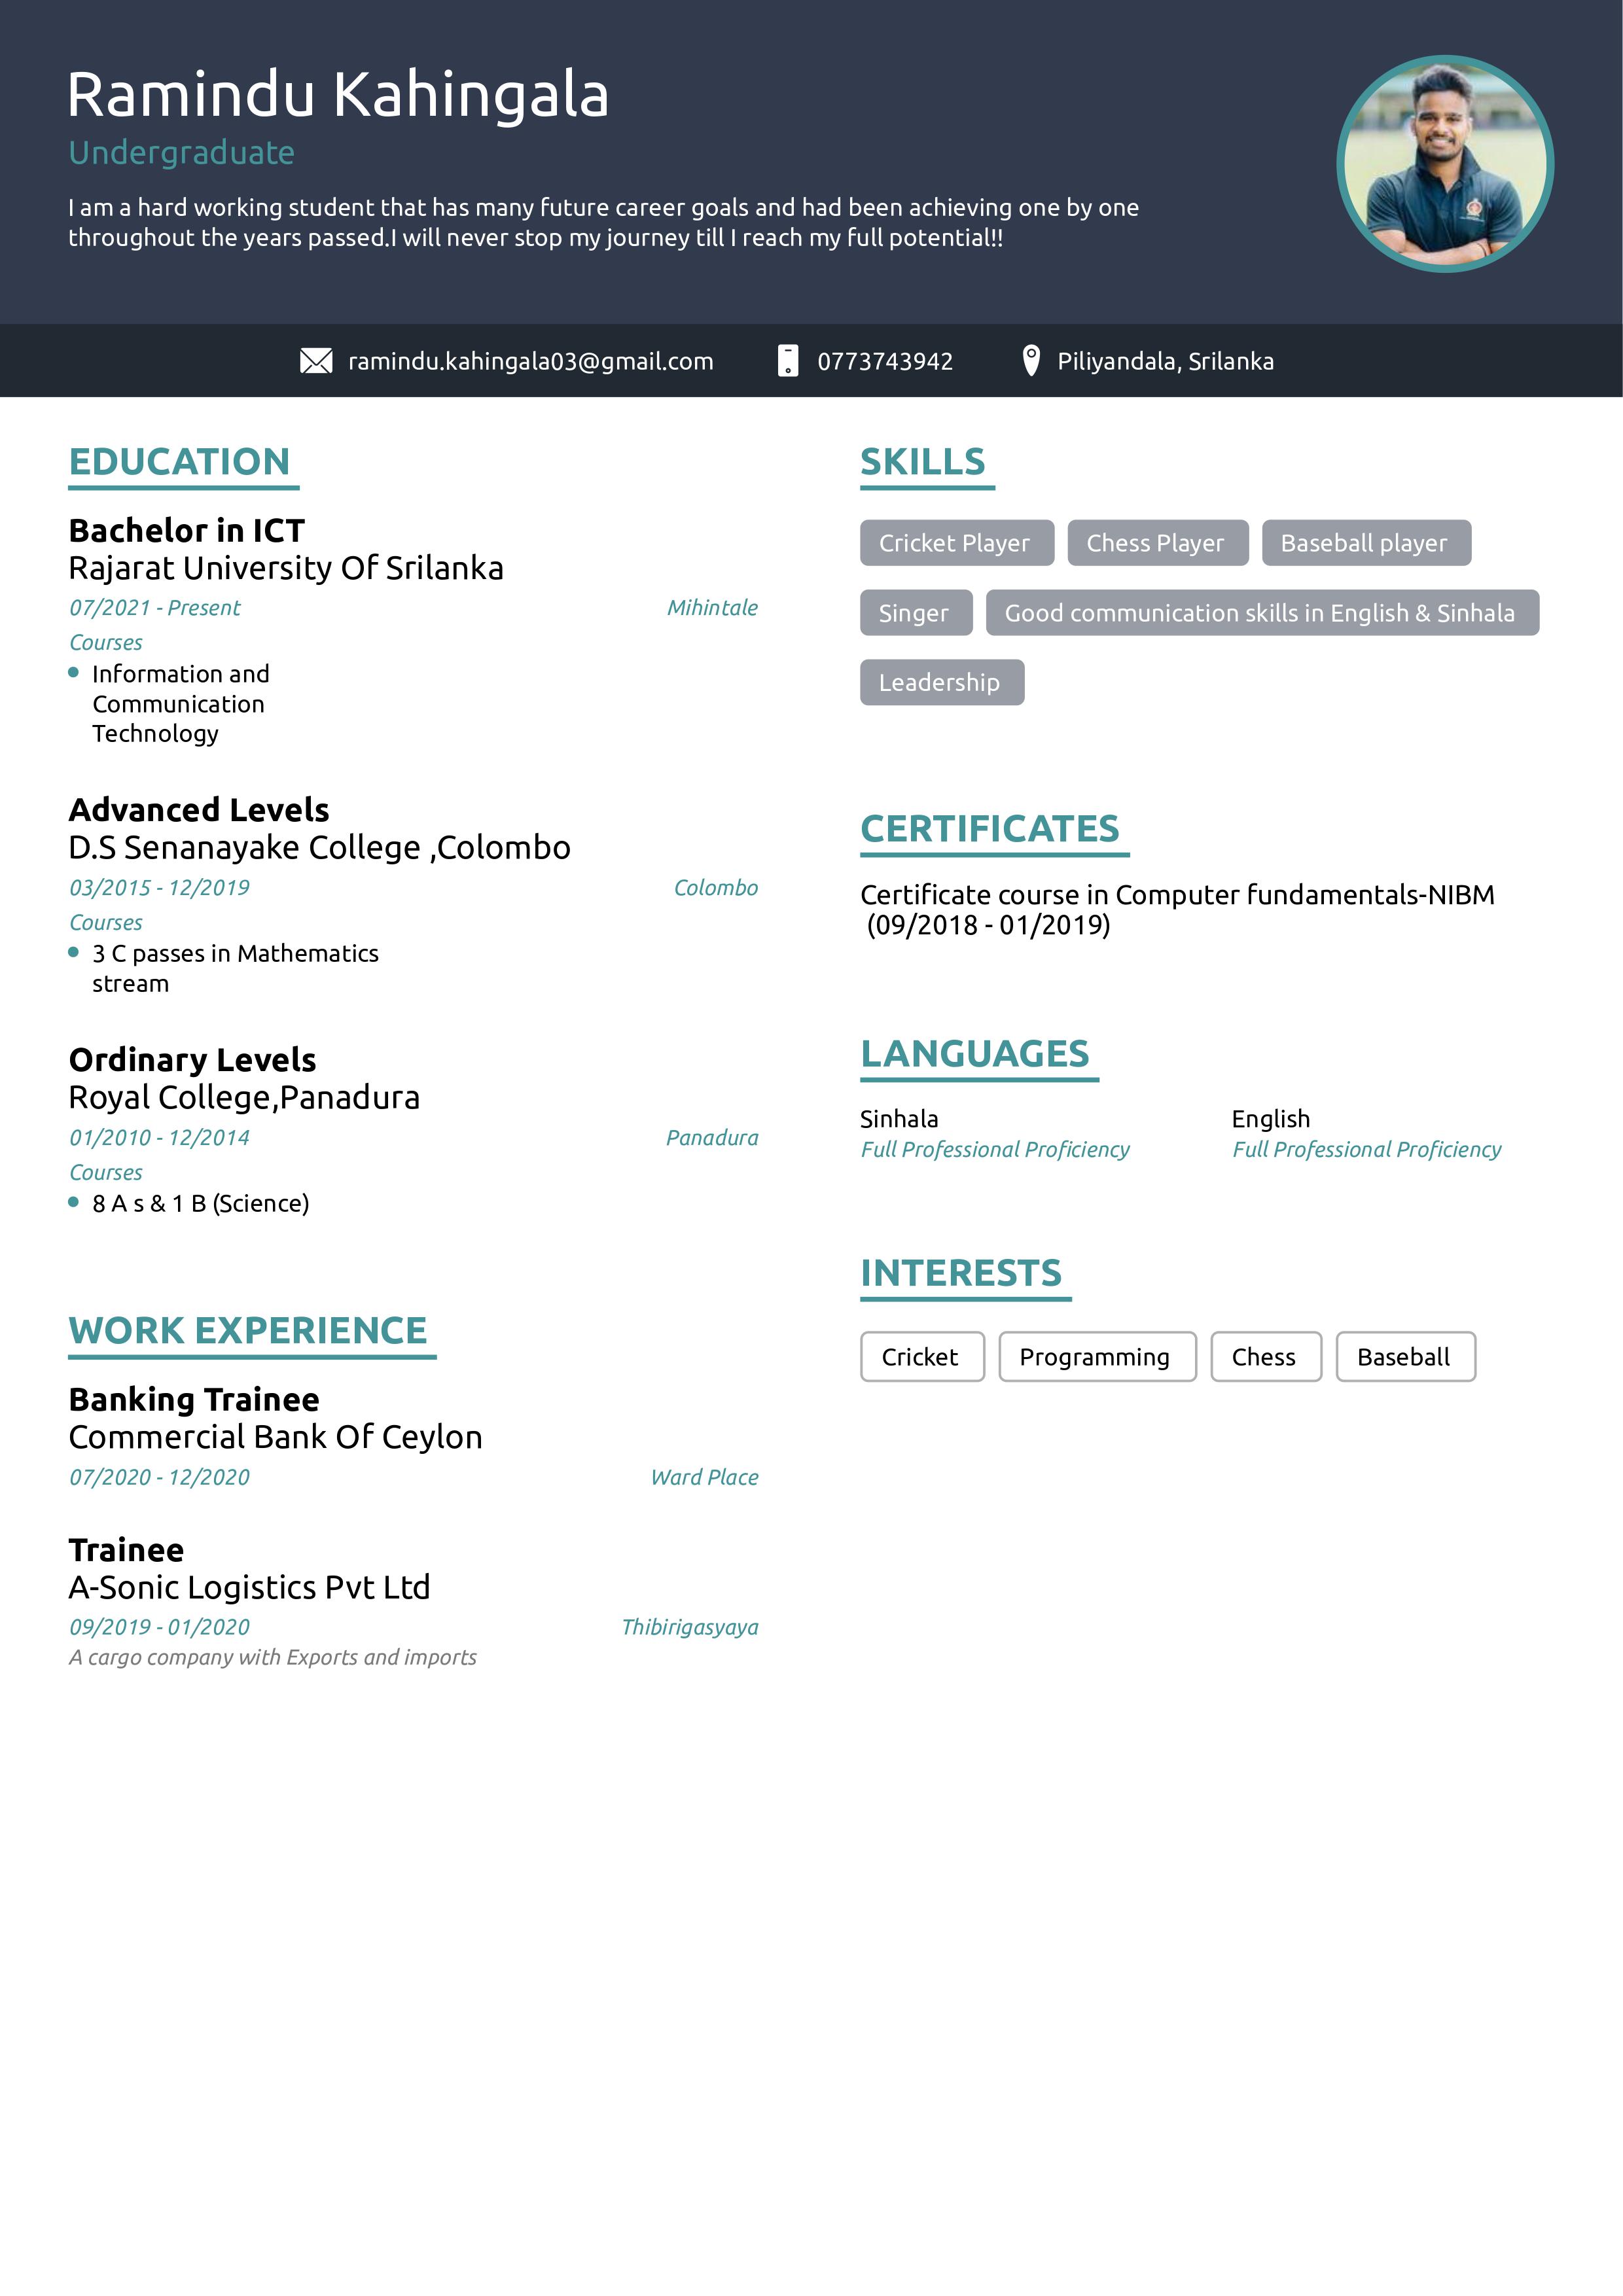 Ramindu Kahingala
Undergraduate
I am a hard working student that has many future career goals and had been achieving one by one
throughout the years passed.I will never stop my journey till I reach my full potential!!
ramindu.kahingala03@gmail.com
0773743942
Piliyandala, Srilanka
EDUCATION
Bachelor in ICT
Rajarat University Of Srilanka
07/2021 - Present
Mihintale
Courses
Information and
Communication
Technology
Advanced Levels
D.S Senanayake College ,Colombo
03/2015 - 12/2019
Colombo
Courses
3 C passes in Mathematics
stream
Ordinary Levels
Royal College,Panadura
01/2010 - 12/2014
Panadura
Courses
8 A s & 1 B (Science)
WORK EXPERIENCE
Banking Trainee
Commercial Bank Of Ceylon
07/2020 - 12/2020
Ward Place
Trainee
A-Sonic Logistics Pvt Ltd
09/2019 - 01/2020
Thibirigasyaya
A cargo company with Exports and imports
SKILLS
Cricket Player
Chess Player
Baseball player
Singer
Good communication skills in English & Sinhala
Leadership
CERTIFICATES
Certificate course in Computer fundamentals-NIBM
(09/2018 - 01/2019)
LANGUAGES
Sinhala
Full Professional Proficiency
English
Full Professional Proficiency
INTERESTS
Cricket
Programming
Chess
Baseball